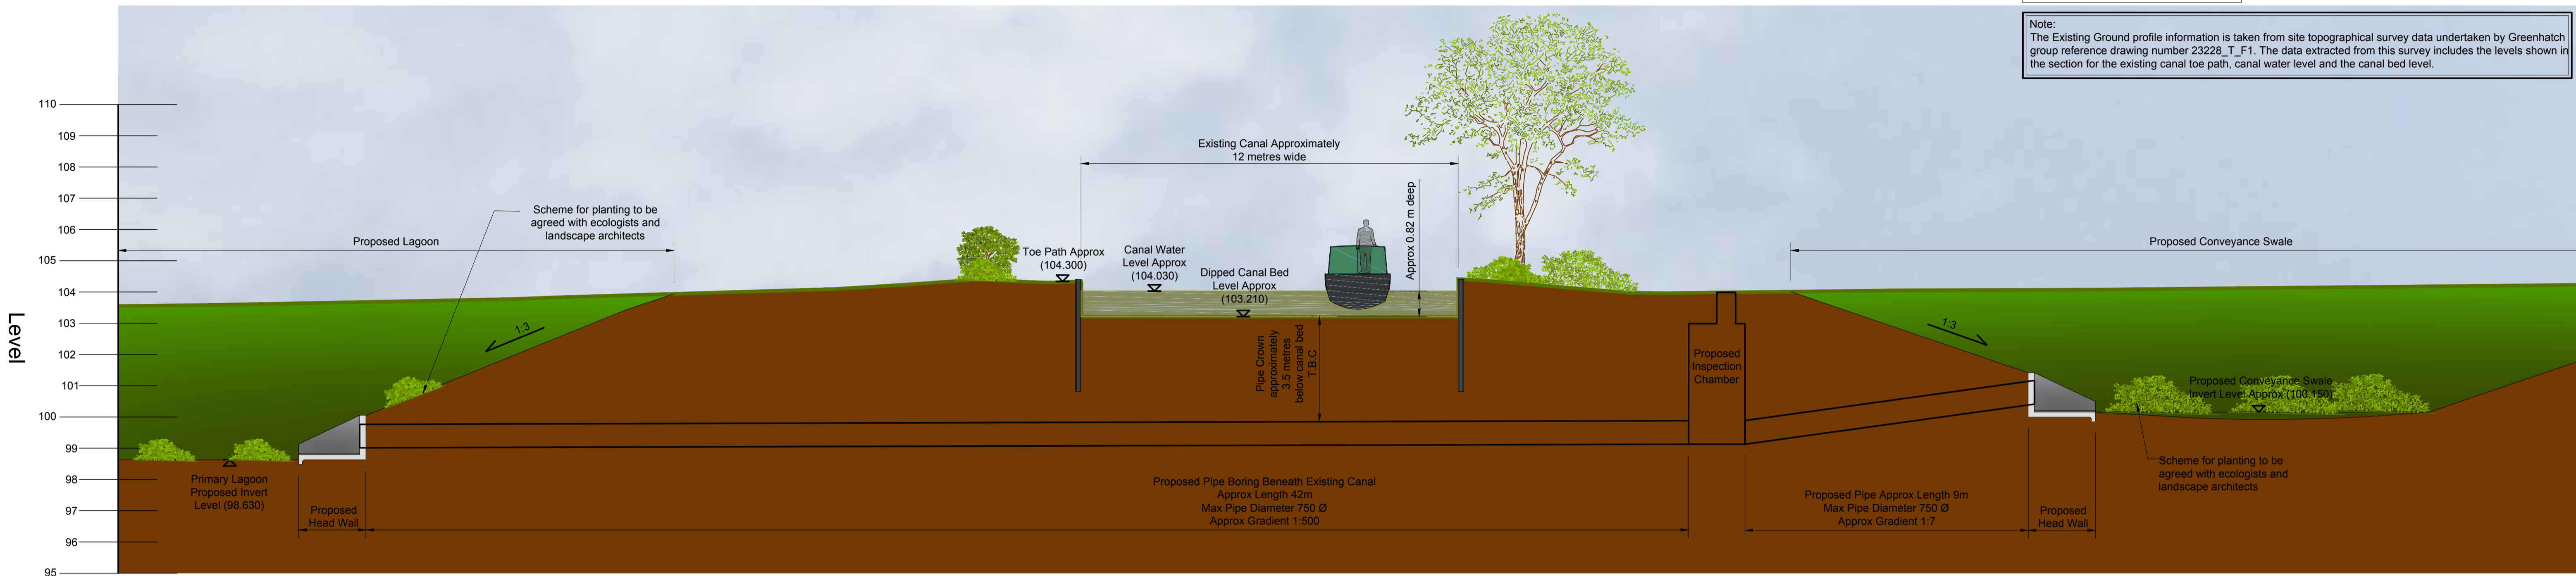 Note:
The Existing Ground profile information is taken from site topographical survey data undertaken by Greenhatch
group reference drawing number 23228_T_F1. The data extracted from this survey includes the levels shown in
the section for the existing canal toe path, canal water level and the canal bed level.
110
109
108
107
106
105
104
103
102
101
100
99
98
97
96
95
Level
Proposed Lagoon
Scheme for planting to be
agreed with ecologists and
landscape architects
1:3
Primary Lagoon
Proposed Invert
Level (98.630)
Proposed
Head Wall
Toe Path Approx
(104.300)
Canal Water
Level Approx
(104.030)
Existing Canal Approximately
12 metres wide
Dipped Canal Bed
Level Approx
(103.210)
Approx 0.82 m deep
Pipe Crown
approximately
3.5 metres
below canal bed
T.B.C
Proposed Pipe Boring Beneath Existing Canal
Approx Length 42m
Max Pipe Diameter 750 Ø
Approx Gradient 1:500
Proposed
Inspection
Chamber
Proposed Pipe Approx Length 9m
Max Pipe Diameter 750 Ø
Approx Gradient 1:7
Proposed Conveyance Swale
1:3
Proposed
Head Wall
Proposed Conveyance Swale
Invert Level Approx (100.150)
Scheme for planting to be
agreed with ecologists and
landscape architects